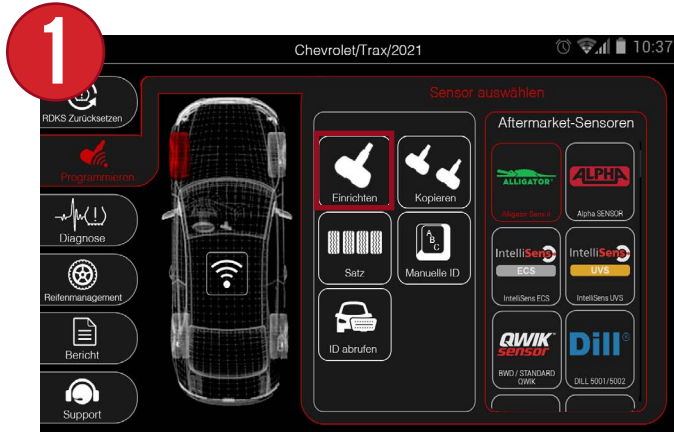 1
Chevrolet/Trax/2021
10:37
RDKS Zurücksetzen
Programmieren
Diagnose
Reifenmanagement
Bericht
Support
Sensor auswählen
Einrichten
Kopieren
Satz
A
B
C
Manuelle ID
ID abrufen
Aftermarket-Sensoren
ALLIGATOR®
Alligator Sens.it
ALPHA
Alpha SENSOR
IntelliSens
ECS
IntelliSens ECS
IntelliSens
UVS
IntelliSens UVS
QWIK
sensor
BWD / STANDARD
QWIK
Dill®
DILL 5001/5002